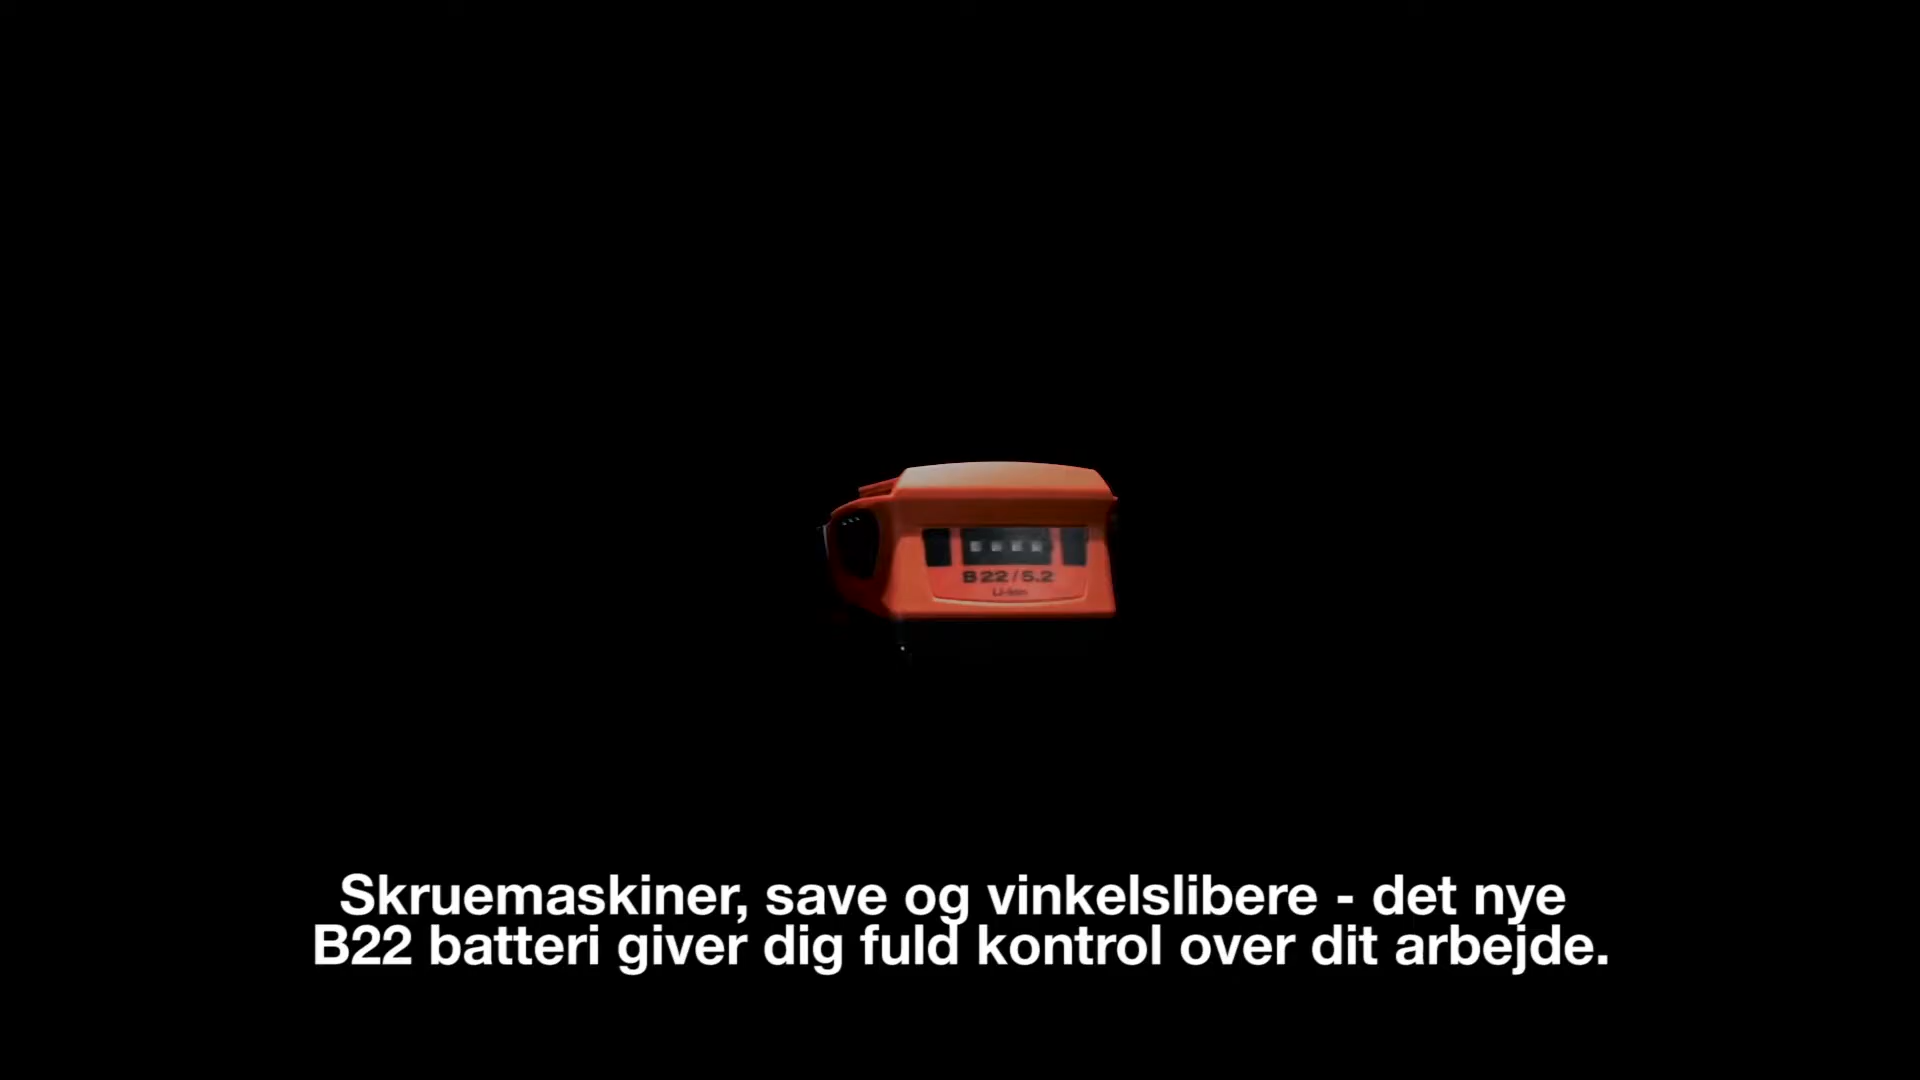 B 22 / 5.2
Li-Ion
Skruemaskiner, save og vinkelslibere - det nye
B22 batteri giver dig fuld kontrol over dit arbejde.